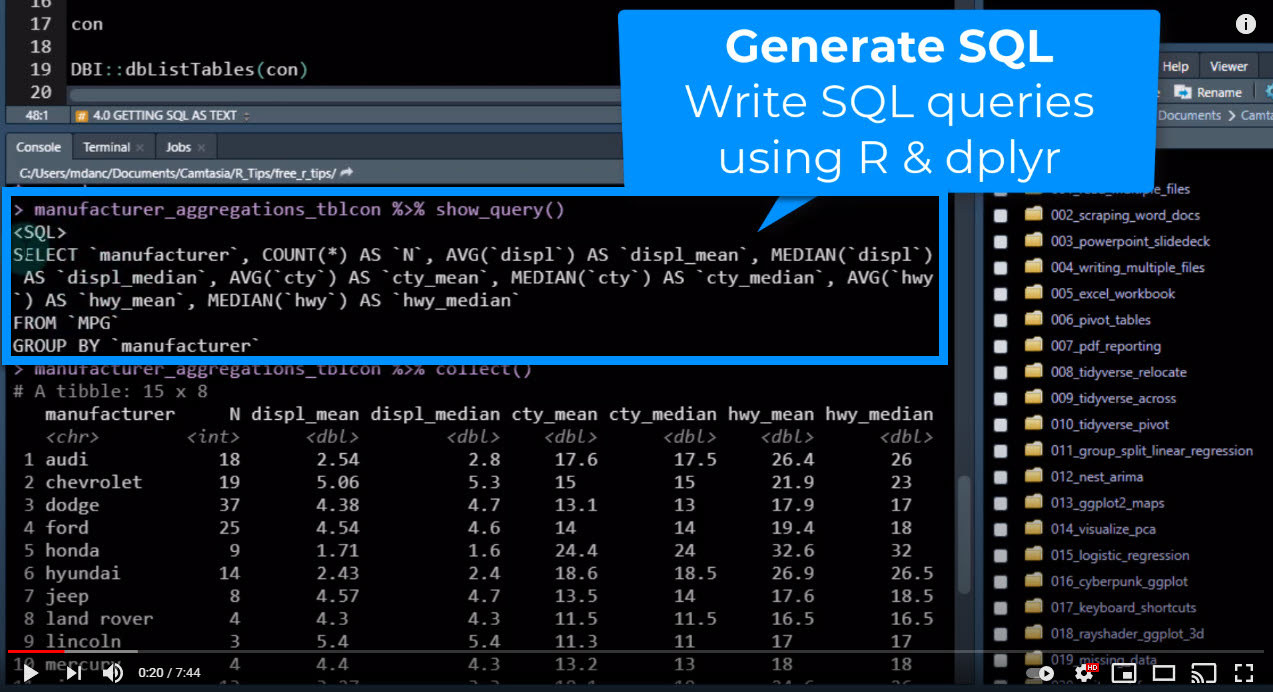 16
17 con
18
19 DBI::dbListTables(con)
20
48:1 # 4.0 GETTING SQL AS TEXT
Generate SQL
Write SQL queries
using R & dplyr
Help Viewer
Rename
Documents Camta
Console Terminal Jobs
C:/Users/mdanc/Documents/Camtasia/R_Tips/free_r_tips/
> manufacturer_aggregations_tblcon %>% show_query()
<SQL>
SELECT `manufacturer`, COUNT(*) AS `N`, AVG(`displ`) AS `displ_mean`, MEDIAN(`displ`)
AS `displ_median`, AVG(`cty`) AS `cty_mean`, MEDIAN(`cty`) AS `cty_median`, AVG(`hwy
`) AS `hwy_mean`, MEDIAN(`hwy`) AS `hwy_median`
FROM `MPG`
GROUP BY `manufacturer`
> manufacturer_aggregations_tblcon %>% collect()
# A tibble: 15 x 8
manufacturer N displ_mean displ_median cty_mean cty_median hwy_mean hwy_median
<chr> <int> <dbl> <dbl> <dbl> <dbl> <dbl> <dbl>
1 audi 18 2.54 2.8 17.6 17.5 26.4 26
2 chevrolet 19 5.06 5.3 15 15 21.9 23
3 dodge 37 4.38 4.7 13.1 13 17.9 17
4 ford 25 4.54 4.6 14 14 19.4 18
5 honda 9 1.71 1.6 24.4 24 32.6 32
6 hyundai 14 2.43 2.4 18.6 18.5 26.9 26.5
7 jeep 8 4.57 4.7 13.5 14 17.6 18.5
8 land rover 4 4.3 4.3 11.5 11.5 16.5 16.5
9 lincoln 3 5.4 5.4 11.3 11 17 17
10 mercury 4 4.4 4.3 13.2 13 18 18
002_scraping_word_docs
003_powerpoint_slidedeck
004_writing_multiple_files
005_excel_workbook
006_pivot_tables
007_pdf_reporting
008_tidyverse_relocate
009_tidyverse_across
010_tidyverse_pivot
011_group_split_linear_regression
012_nest_arima
013_ggplot2_maps
014_visualize_pca
015_logistic_regression
016_cyberpunk_ggplot
017_keyboard_shortcuts
018_rayshader_ggplot_3d
019_missing_data
0:20 / 7:44
HD